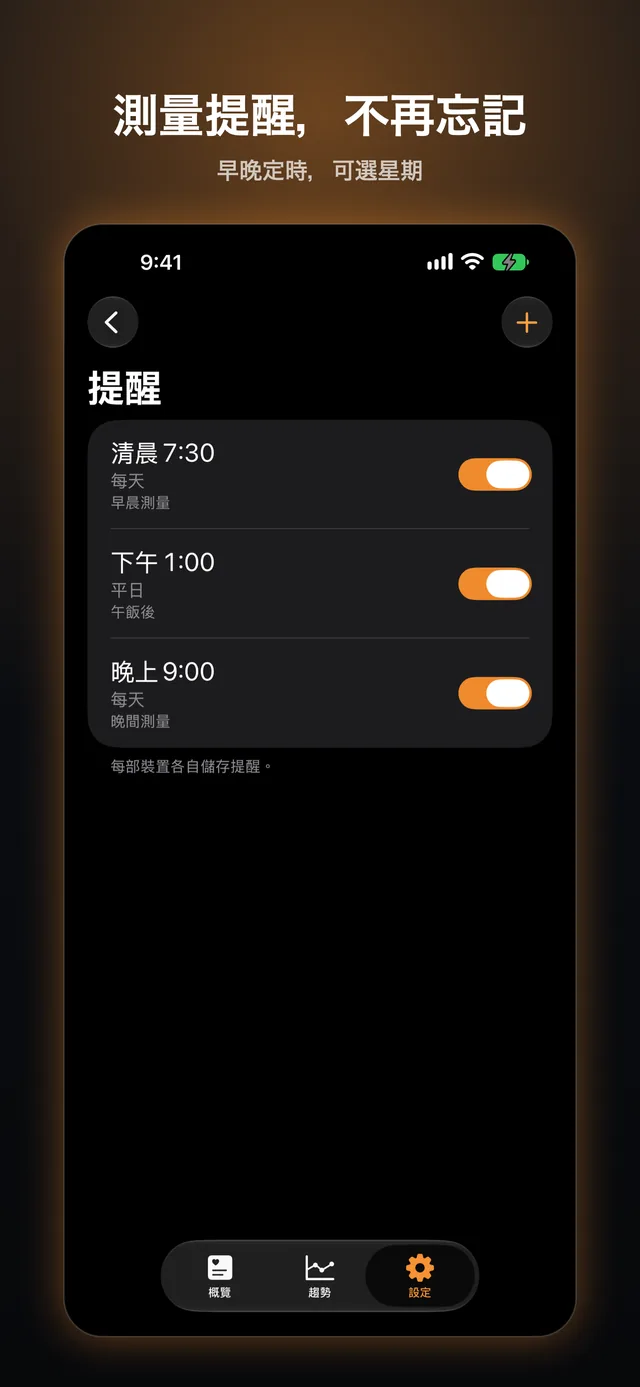 測量提醒, 不再忘記
早晚定時, 可選星期
9:41
提醒
清晨 7:30
每天
早晨測量
下午 1:00
平日
午飯後
晚上 9:00
每天
晚間測量
每部裝置各自儲存提醒。
概覽
趨勢
設定